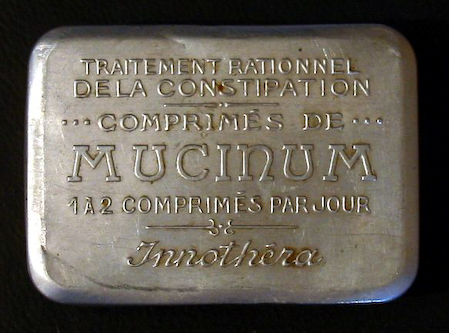 TRAITEMENT RATIONNEL
DE LA CONSTIPATION
··· COMPRIMÉS DE ···
MUCINUM
1 À 2 COMPRIMÉS PAR JOUR
Innothéra